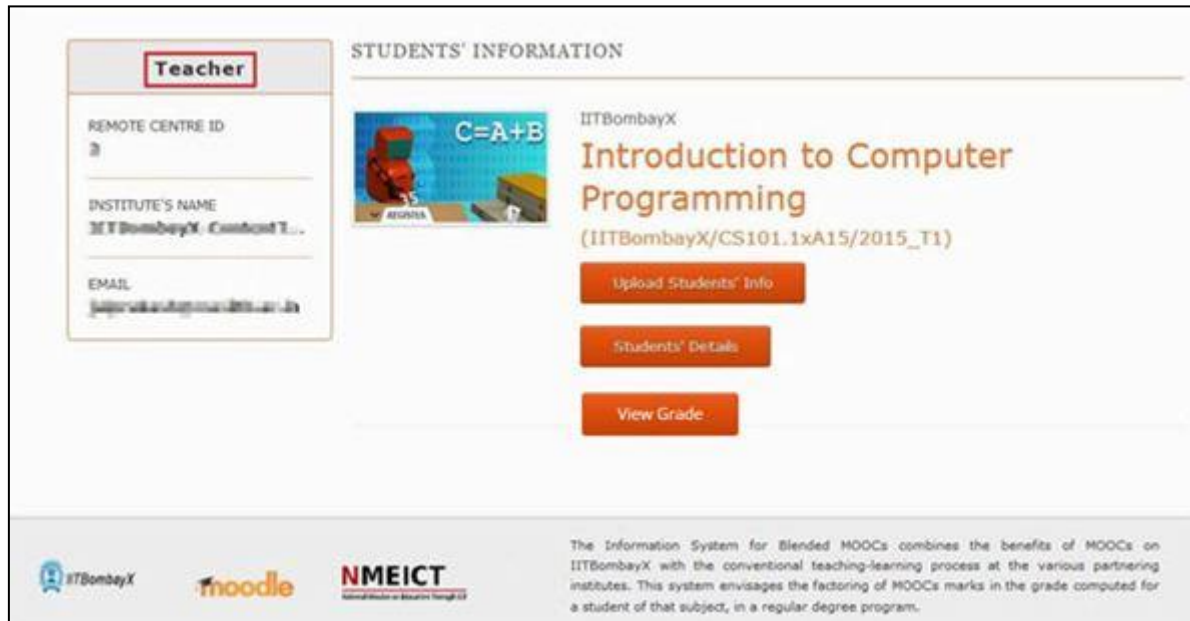 Teacher
REMOTE CENTRE ID
INSTITUTE'S NAME
EMAIL
STUDENTS' INFORMATION
C=A+B
35
REGISTER
IITBombayX
Introduction to Computer
Programming
(IITBombayX/CS101.1xA15/2015_T1)
Upload Students' Info
Students' Details
View Grade
IITBombayX
moodle
NMEICT
The Information System for Blended MOOCs combines the benefits of MOOCs on
IITBombayX with the conventional teaching-learning process at the various partnering
institutes. This system envisages the factoring of MOOCs marks in the grade computed for
a student of that subject, in a regular degree program.